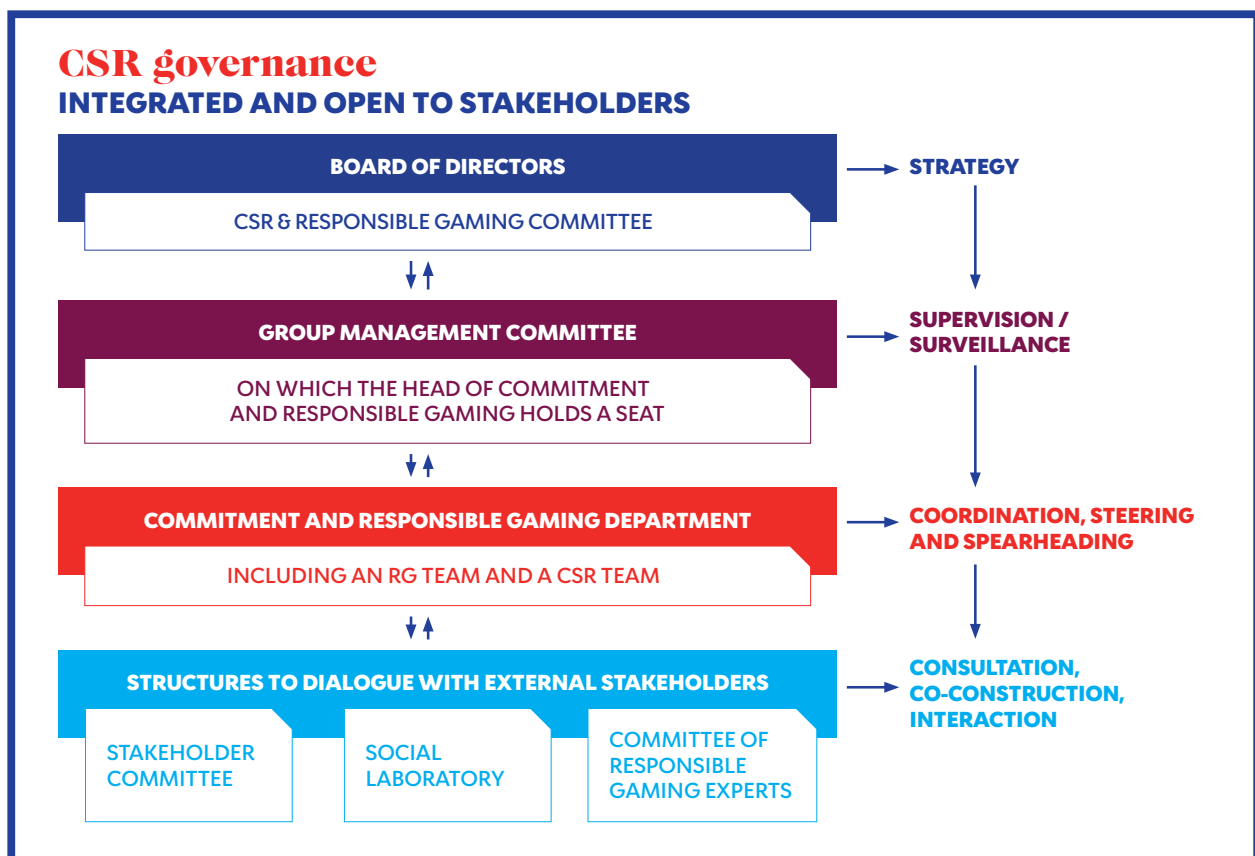 CSR governance
INTEGRATED AND OPEN TO STAKEHOLDERS
BOARD OF DIRECTORS
STRATEGY
CSR & RESPONSIBLE GAMING COMMITTEE
GROUP MANAGEMENT COMMITTEE
SUPERVISION /
SURVEILLANCE
ON WHICH THE HEAD OF COMMITMENT
AND RESPONSIBLE GAMING HOLDS A SEAT
COMMITMENT AND RESPONSIBLE GAMING DEPARTMENT
COORDINATION, STEERING
AND SPEARHEADING
INCLUDING AN RG TEAM AND A CSR TEAM
STRUCTURES TO DIALOGUE WITH EXTERNAL STAKEHOLDERS
CONSULTATION,
CO-CONSTRUCTION,
INTERACTION
STAKEHOLDER
COMMITTEE
SOCIAL
LABORATORY
COMMITTEE OF
RESPONSIBLE
GAMING EXPERTS